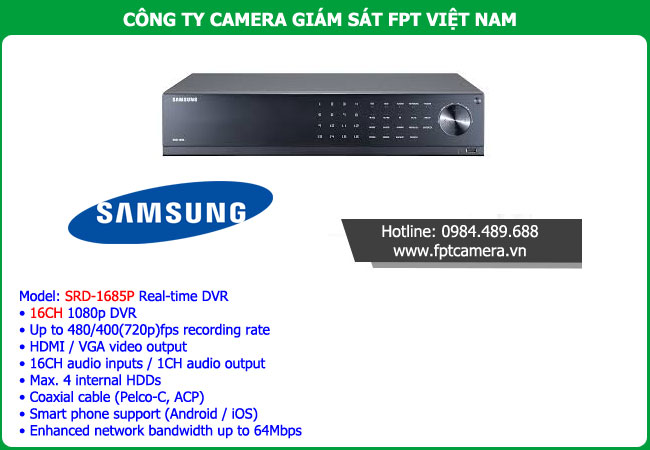 CÔNG TY CAMERA GIÁM SÁT FPT VIỆT NAM
SAMSUNG
SAMSUNG
Hotline: 0984.489.688
www.fptcamera.vn
Model: SRD-1685P Real-time DVR
• 16CH 1080p DVR
• Up to 480/400(720p)fps recording rate
• HDMI / VGA video output
• 16CH audio inputs / 1CH audio output
• Max. 4 internal HDDs
• Coaxial cable (Pelco-C, ACP)
• Smart phone support (Android / iOS)
• Enhanced network bandwidth up to 64Mbps